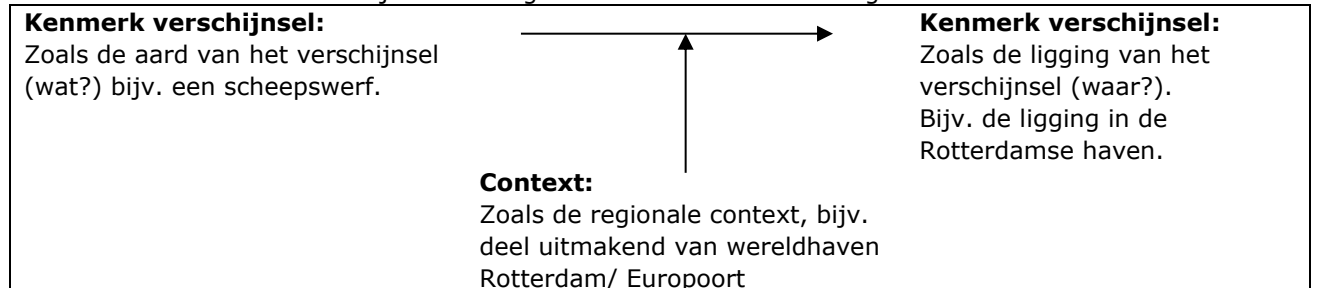 Kenmerk verschijnsel:
Zoals de aard van het verschijnsel
(wat?) bijv. een scheepswerf.
Kenmerk verschijnsel:
Zoals de ligging van het
verschijnsel (waar?).
Bijv. de ligging in de
Rotterdamse haven.
Context:
Zoals de regionale context, bijv.
deel uitmakend van wereldhaven
Rotterdam/ Europoort